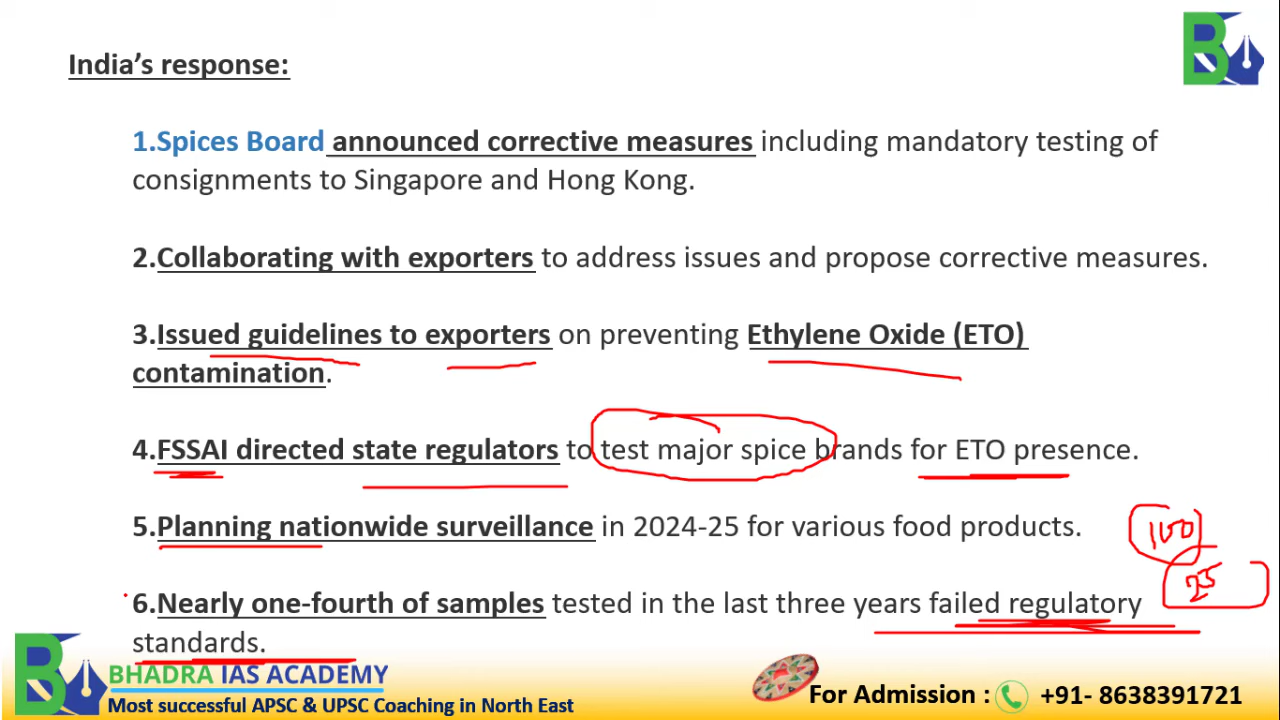 India’s response:
1.Spices Board announced corrective measures including mandatory testing of
consignments to Singapore and Hong Kong.
2.Collaborating with exporters to address issues and propose corrective measures.
3.Issued guidelines to exporters on preventing Ethylene Oxide (ETO)
contamination.
4.FSSAI directed state regulators to test major spice brands for ETO presence.
5.Planning nationwide surveillance in 2024-25 for various food products.
100
25
6.Nearly one-fourth of samples tested in the last three years failed regulatory
standards.
BHADRA IAS ACADEMY
Most successful APSC & UPSC Coaching in North East
For Admission : +91- 8638391721